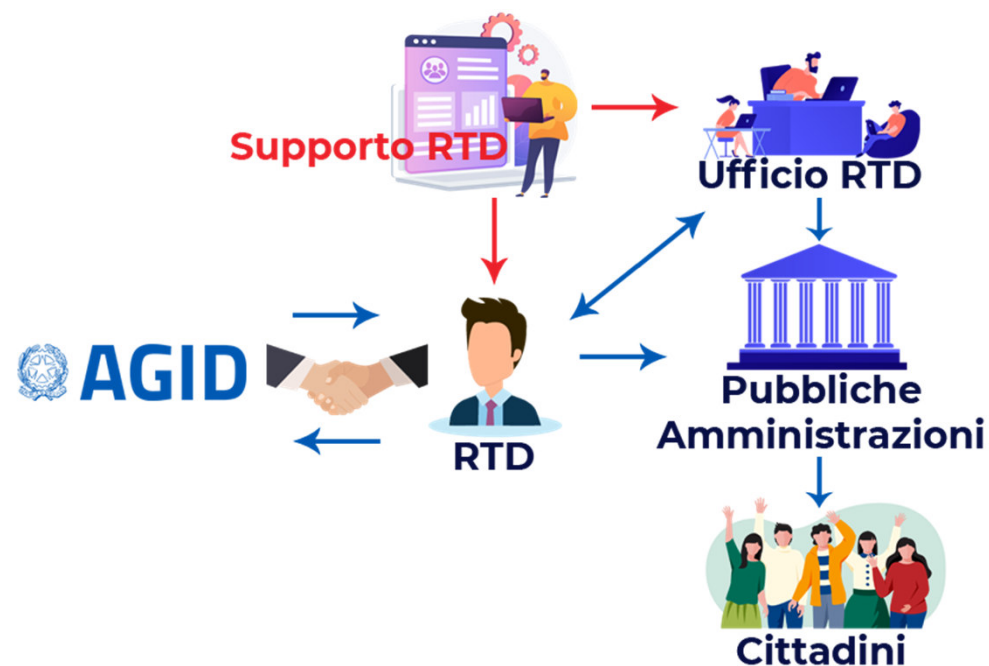 Supporto RTD
Ufficio RTD
AGID
RTD
Pubbliche
Amministrazioni
Cittadini